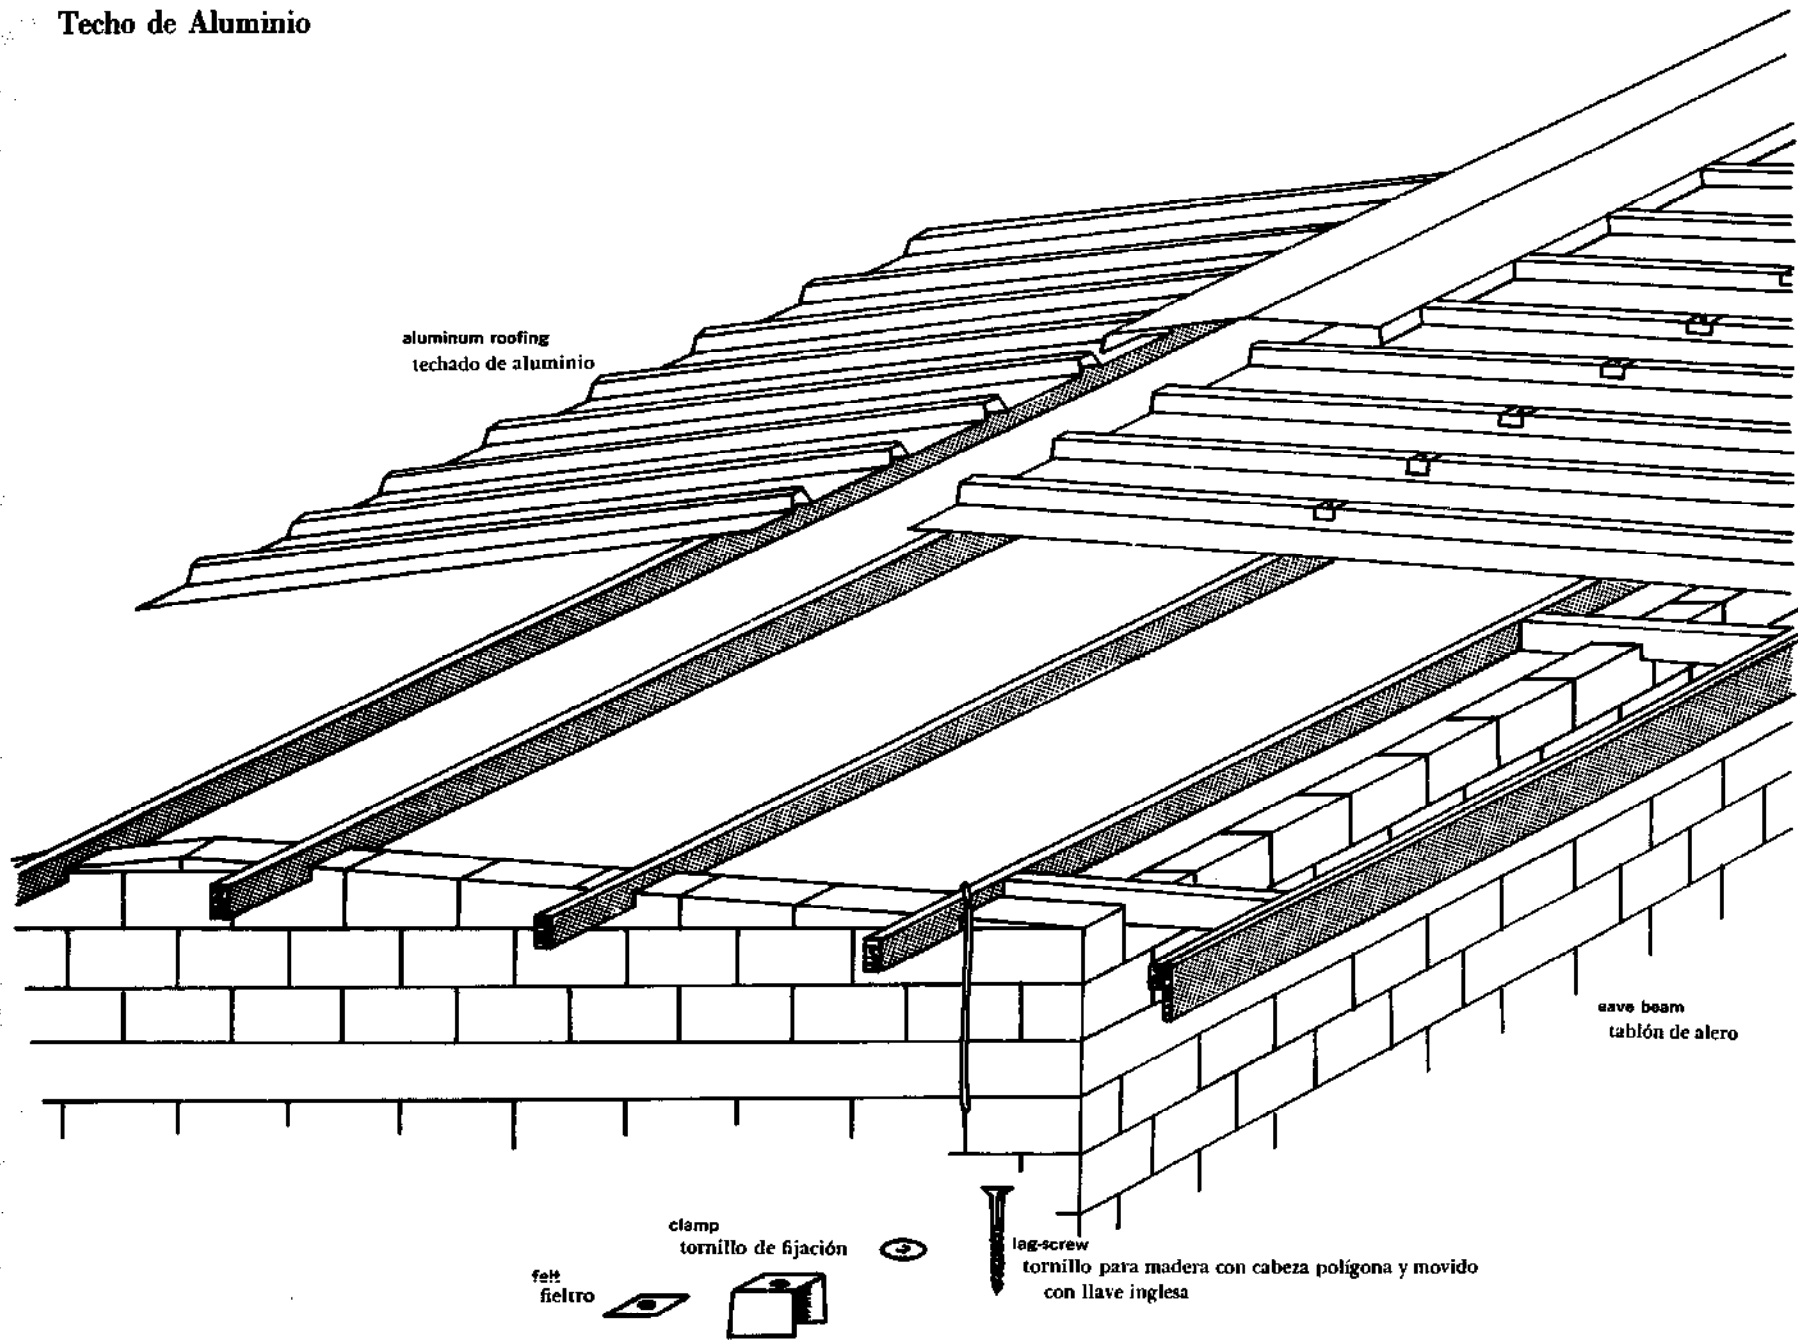 Techo de Aluminio
aluminum roofing
techado de aluminio
eave beam
tablón de alero
clamp
tornillo de fijación
lag-screw
tornillo para madera con cabeza polígona y movido
con llave inglesa
felt
fieltro